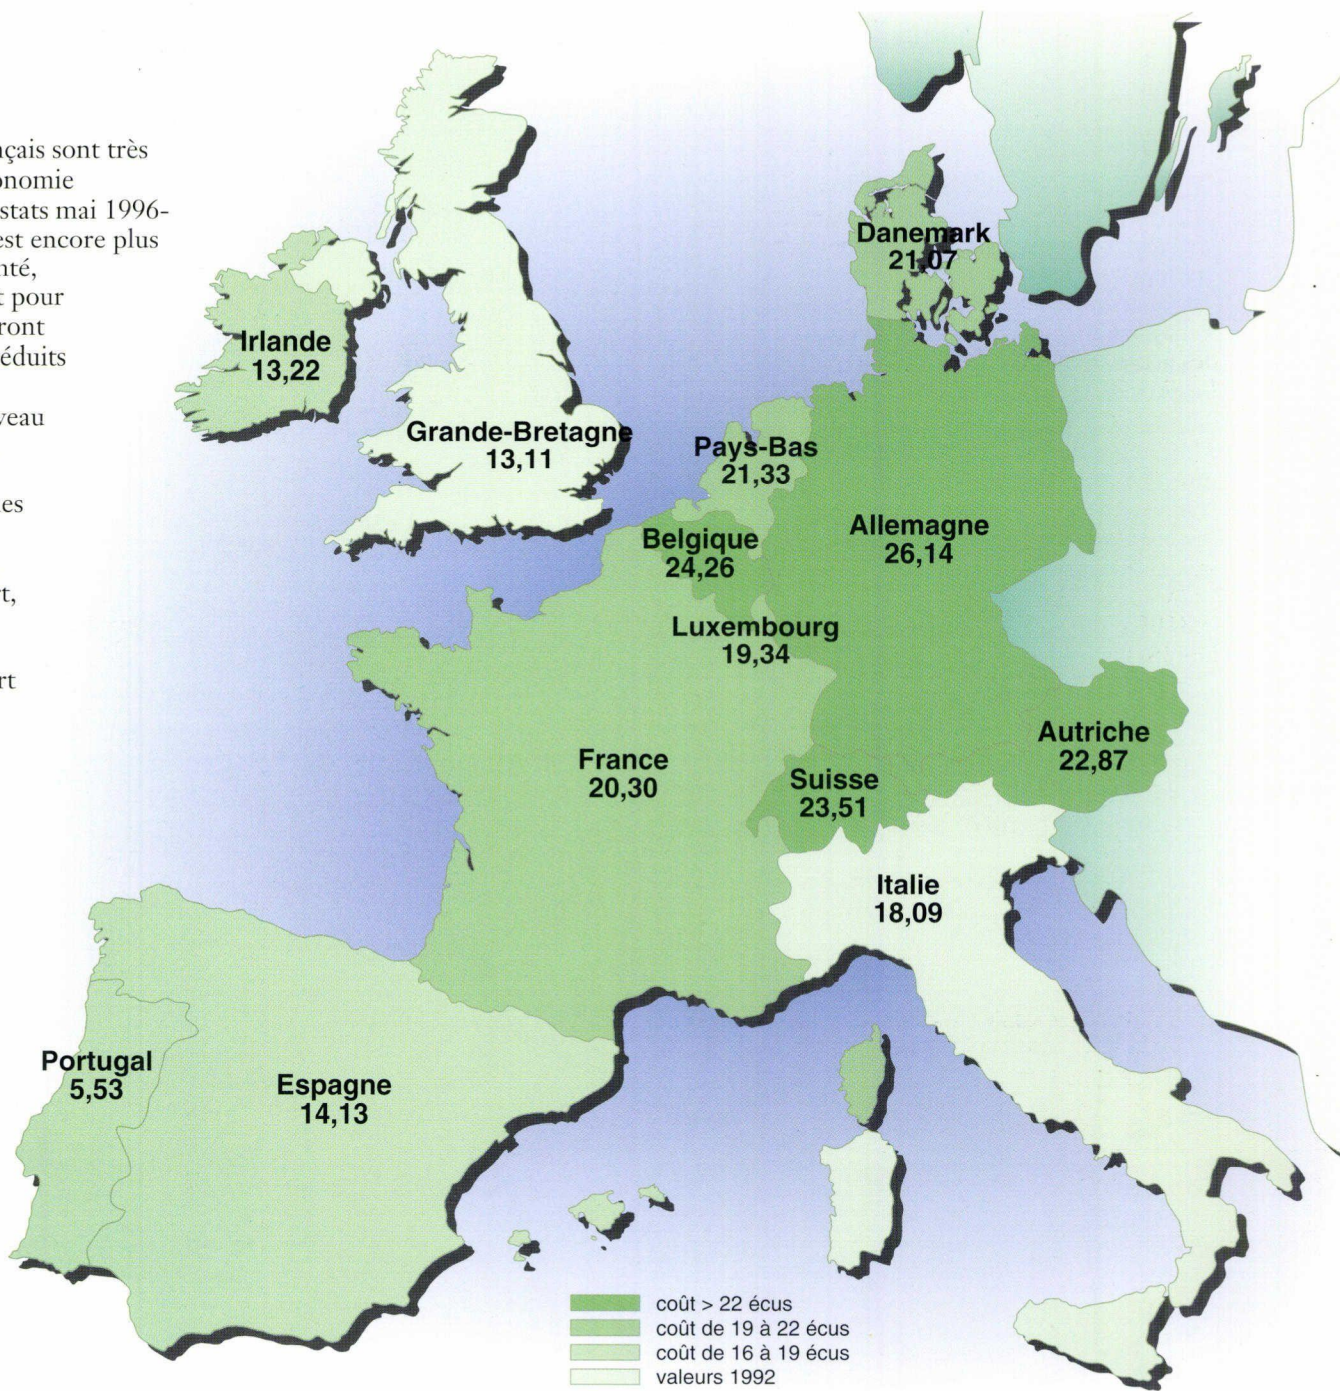 çais sont très
onomie
stats mai 1996-
est encore plus
nté,
t pour
ront
éduits
veau
es
t,
rt
Danemark
21,07
Irlande
13,22
Grande-Bretagne
13,11
Pays-Bas
21,33
Belgique
24,26
Allemagne
26,14
Luxembourg
19,34
France
20,30
Suisse
23,51
Autriche
22,87
Italie
18,09
Portugal
5,53
Espagne
14,13
coût > 22 écus
coût de 19 à 22 écus
coût de 16 à 19 écus
valeurs 1992